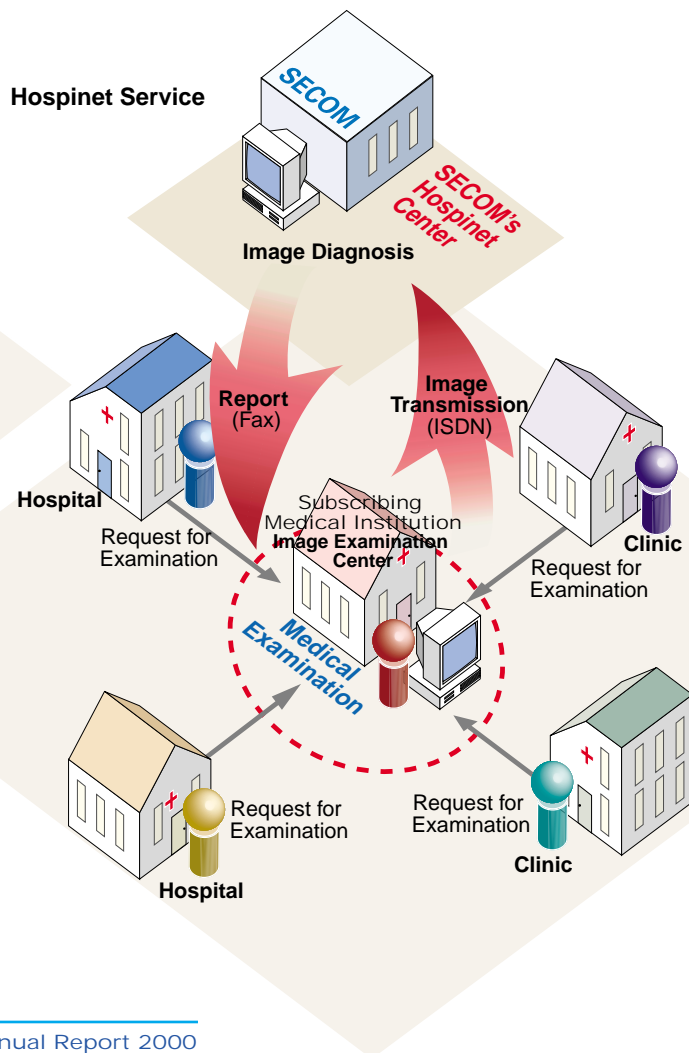 Hospinet Service
SECOM
SECOM's
Hospinet
Center
Image Diagnosis
Report
(Fax)
Image
Transmission
(ISDN)
Hospital
Request for
Examination
Subscribing
Medical Institution
Image Examination
Center
Clinic
Request for
Examination
Medical
Examination
Request for
Examination
Hospital
Request for
Examination
Clinic
nual Report 2000